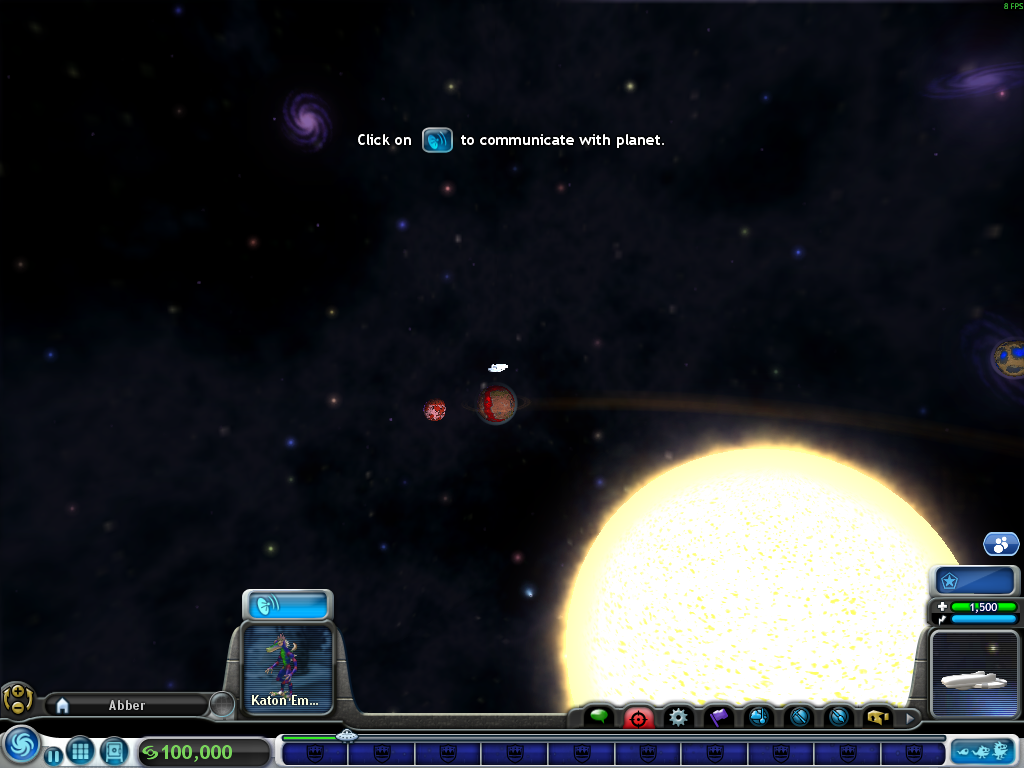 8 FPS
Click on to communicate with planet.
1,500
Katon Em...
Abber
100,000